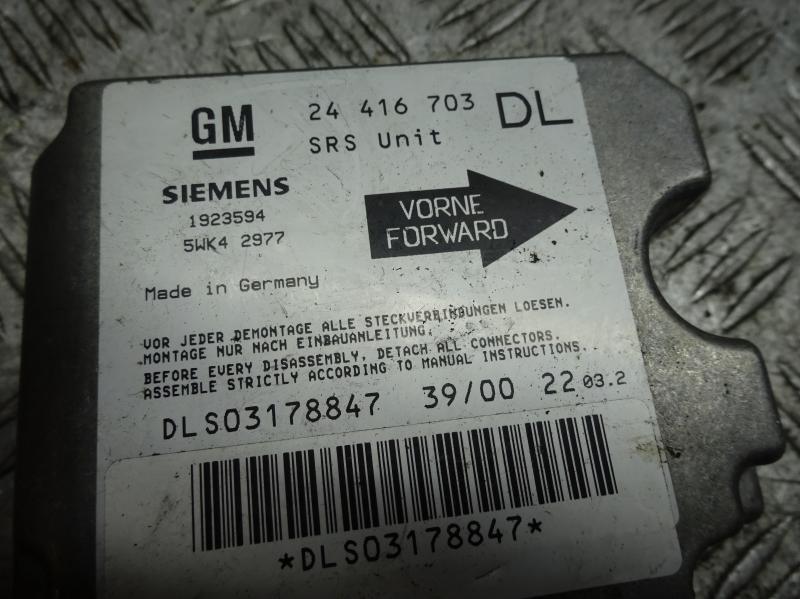 GM 24 416 703 DL
SRS Unit
SIEMENS
1923594
5WK4 2977
VORNE
FORWARD
Made in Germany
VOR JEDER DEMONTAGE ALLE STECKVERBINDUNGEN LOESEN.
MONTAGE NUR NACH EINBAUANLEITUNG.
BEFORE EVERY DISASSEMBLY, DETACH ALL CONNECTORS.
ASSEMBLE STRICTLY ACCORDING TO MANUAL INSTRUCTIONS.
DLS03178847 39/00 22 03.2
*DLS03178847*